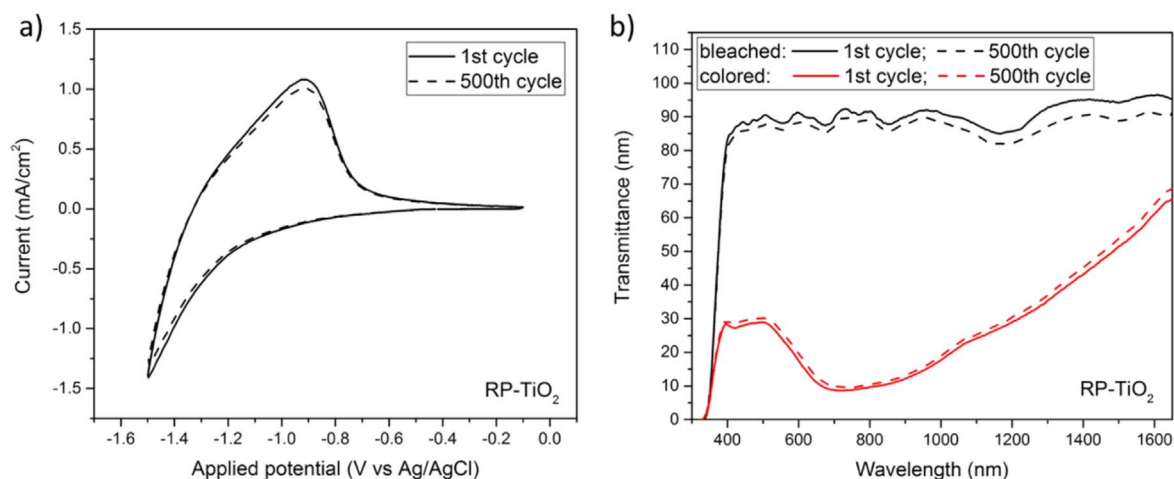 a)
1.5
1.0
0.5
0.0
-0.5
-1.0
-1.5
Current (mA/cm²)
1st cycle
500th cycle
RP-TiO₂
-1.6 -1.4 -1.2 -1.0 -0.8 -0.6 -0.4 -0.2 0.0
Applied potential (V vs Ag/AgCl)
b)
110
100
90
80
70
60
50
40
30
20
10
0
Transmittance (nm)
bleached: 1st cycle; 500th cycle
colored: 1st cycle; 500th cycle
RP-TiO₂
400 600 800 1000 1200 1400 1600
Wavelength (nm)